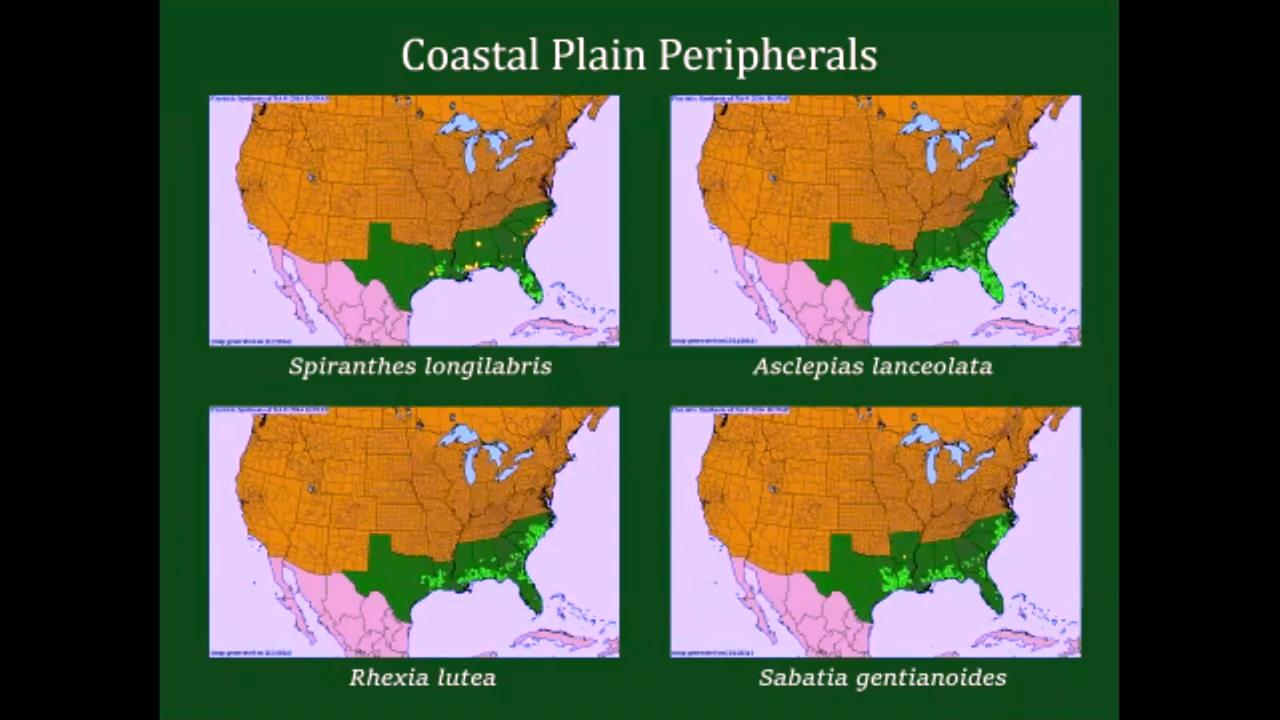 Coastal Plain Peripherals
Spiranthes longilabris
Asclepias lanceolata
Rhexia lutea
Sabatia gentianoides